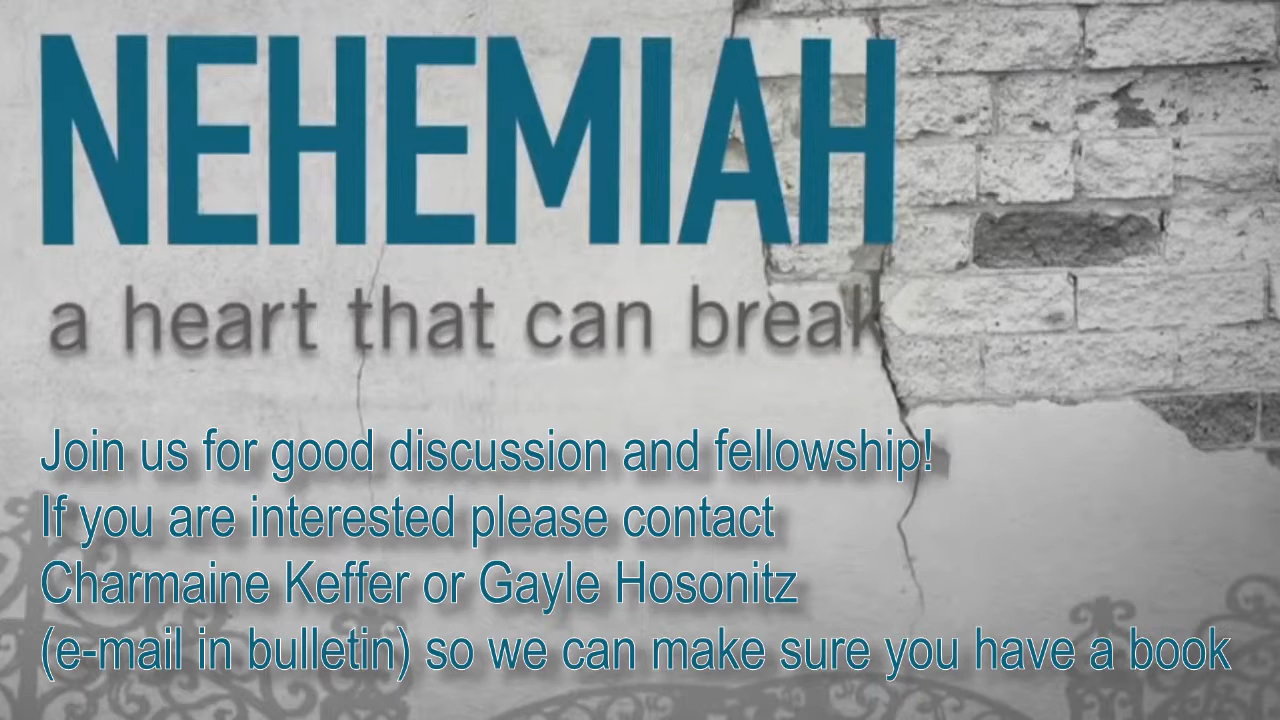 NEHEMIAH
a heart that can break
Join us for good discussion and fellowship!
If you are interested please contact
Charmaine Keffer or Gayle Hosonitz
(e-mail in bulletin) so we can make sure you have a book